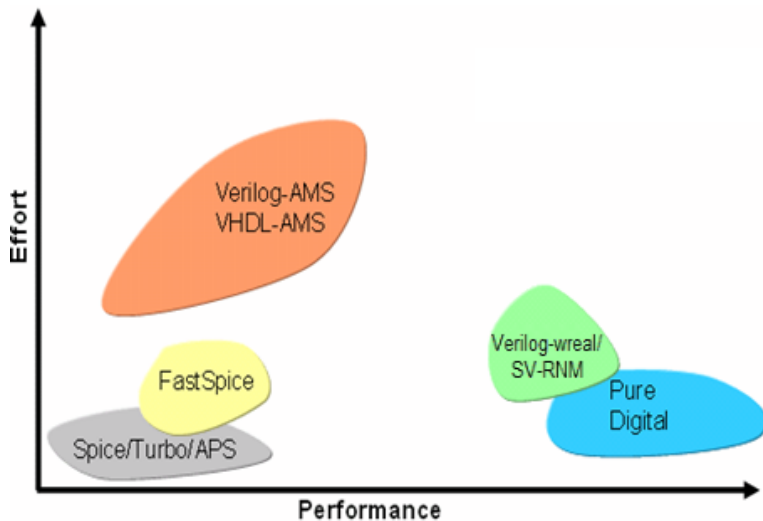 Effort
Verilog-AMS
VHDL-AMS
Verilog-wreal/
SV-RNM
FastSpice
Pure
Digital
Spice/Turbo/APS
Performance